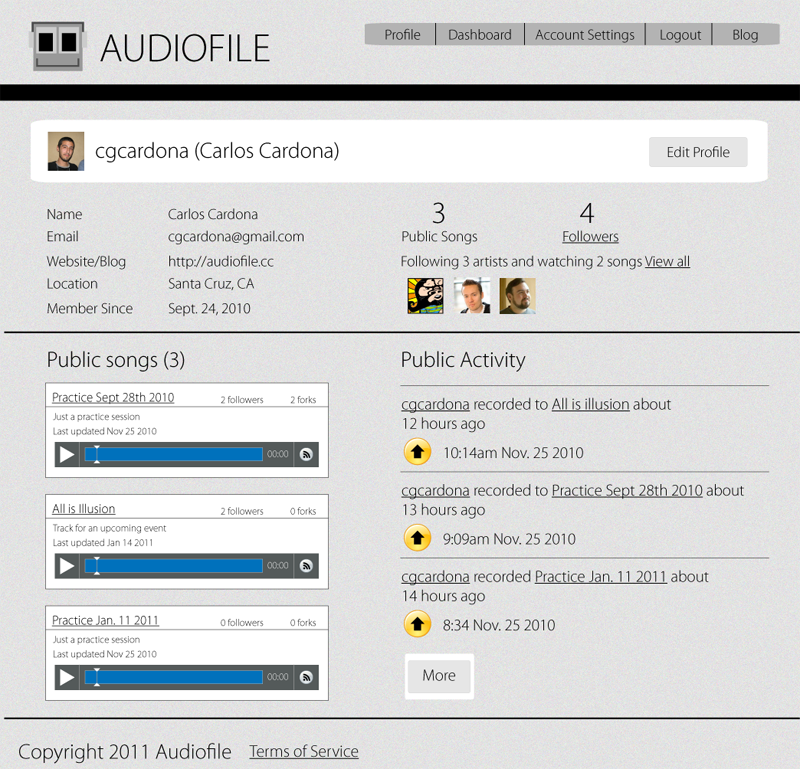 AUDIOFILE
Profile Dashboard Account Settings Logout Blog
cgcardona (Carlos Cardona)
Edit Profile
Name Carlos Cardona
Email cgcardona@gmail.com
Website/Blog http://audiofile.cc
Location Santa Cruz, CA
Member Since Sept. 24, 2010
3
Public Songs
4
Followers
Following 3 artists and watching 2 songs View all
Public songs (3)
Practice Sept 28th 2010 2 followers 2 forks
Just a practice session
Last updated Nov 25 2010
00:00
All is Illusion 2 followers 0 forks
Track for an upcoming event
Last updated Jan 14 2011
00:00
Practice Jan. 11 2011 0 followers 0 forks
Just a practice session
Last updated Nov 25 2010
00:00
Public Activity
cgcardona recorded to All is illusion about
12 hours ago
10:14am Nov. 25 2010
cgcardona recorded to Practice Sept 28th 2010 about
13 hours ago
9:09am Nov. 25 2010
cgcardona recorded Practice Jan. 11 2011 about
14 hours ago
8:34 Nov. 25 2010
More
Copyright 2011 Audiofile Terms of Service